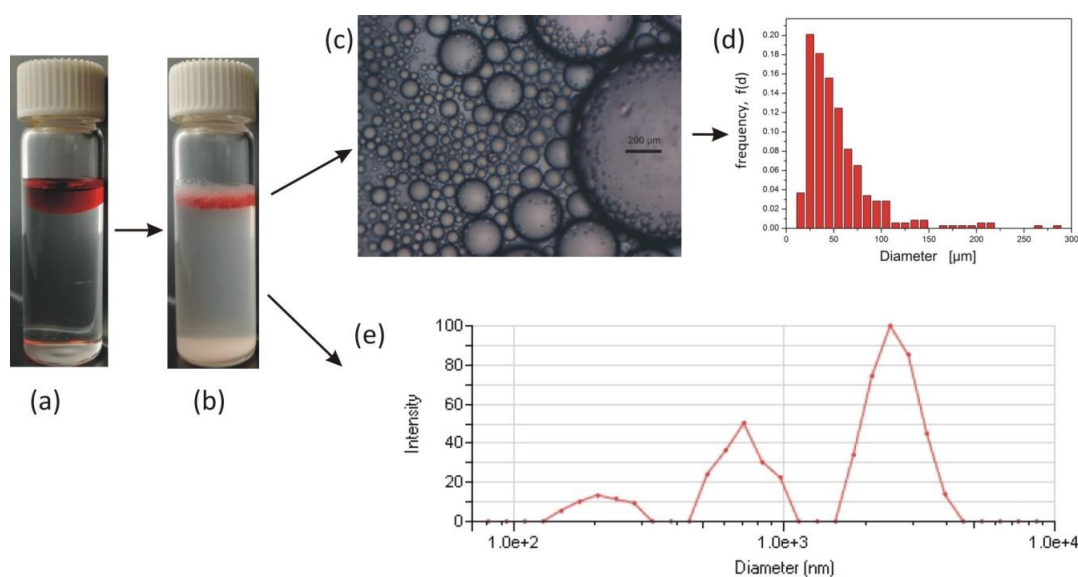 (a)
(b)
(c)
200 µm
(d)
frequency, f(d)
0.20
0.18
0.16
0.14
0.12
0.10
0.08
0.06
0.04
0.02
0.00
0 50 100 150 200 250 300
Diameter [µm]
(e)
Intensity
100
80
60
40
20
0
1.0e+2 1.0e+3 1.0e+4
Diameter (nm)